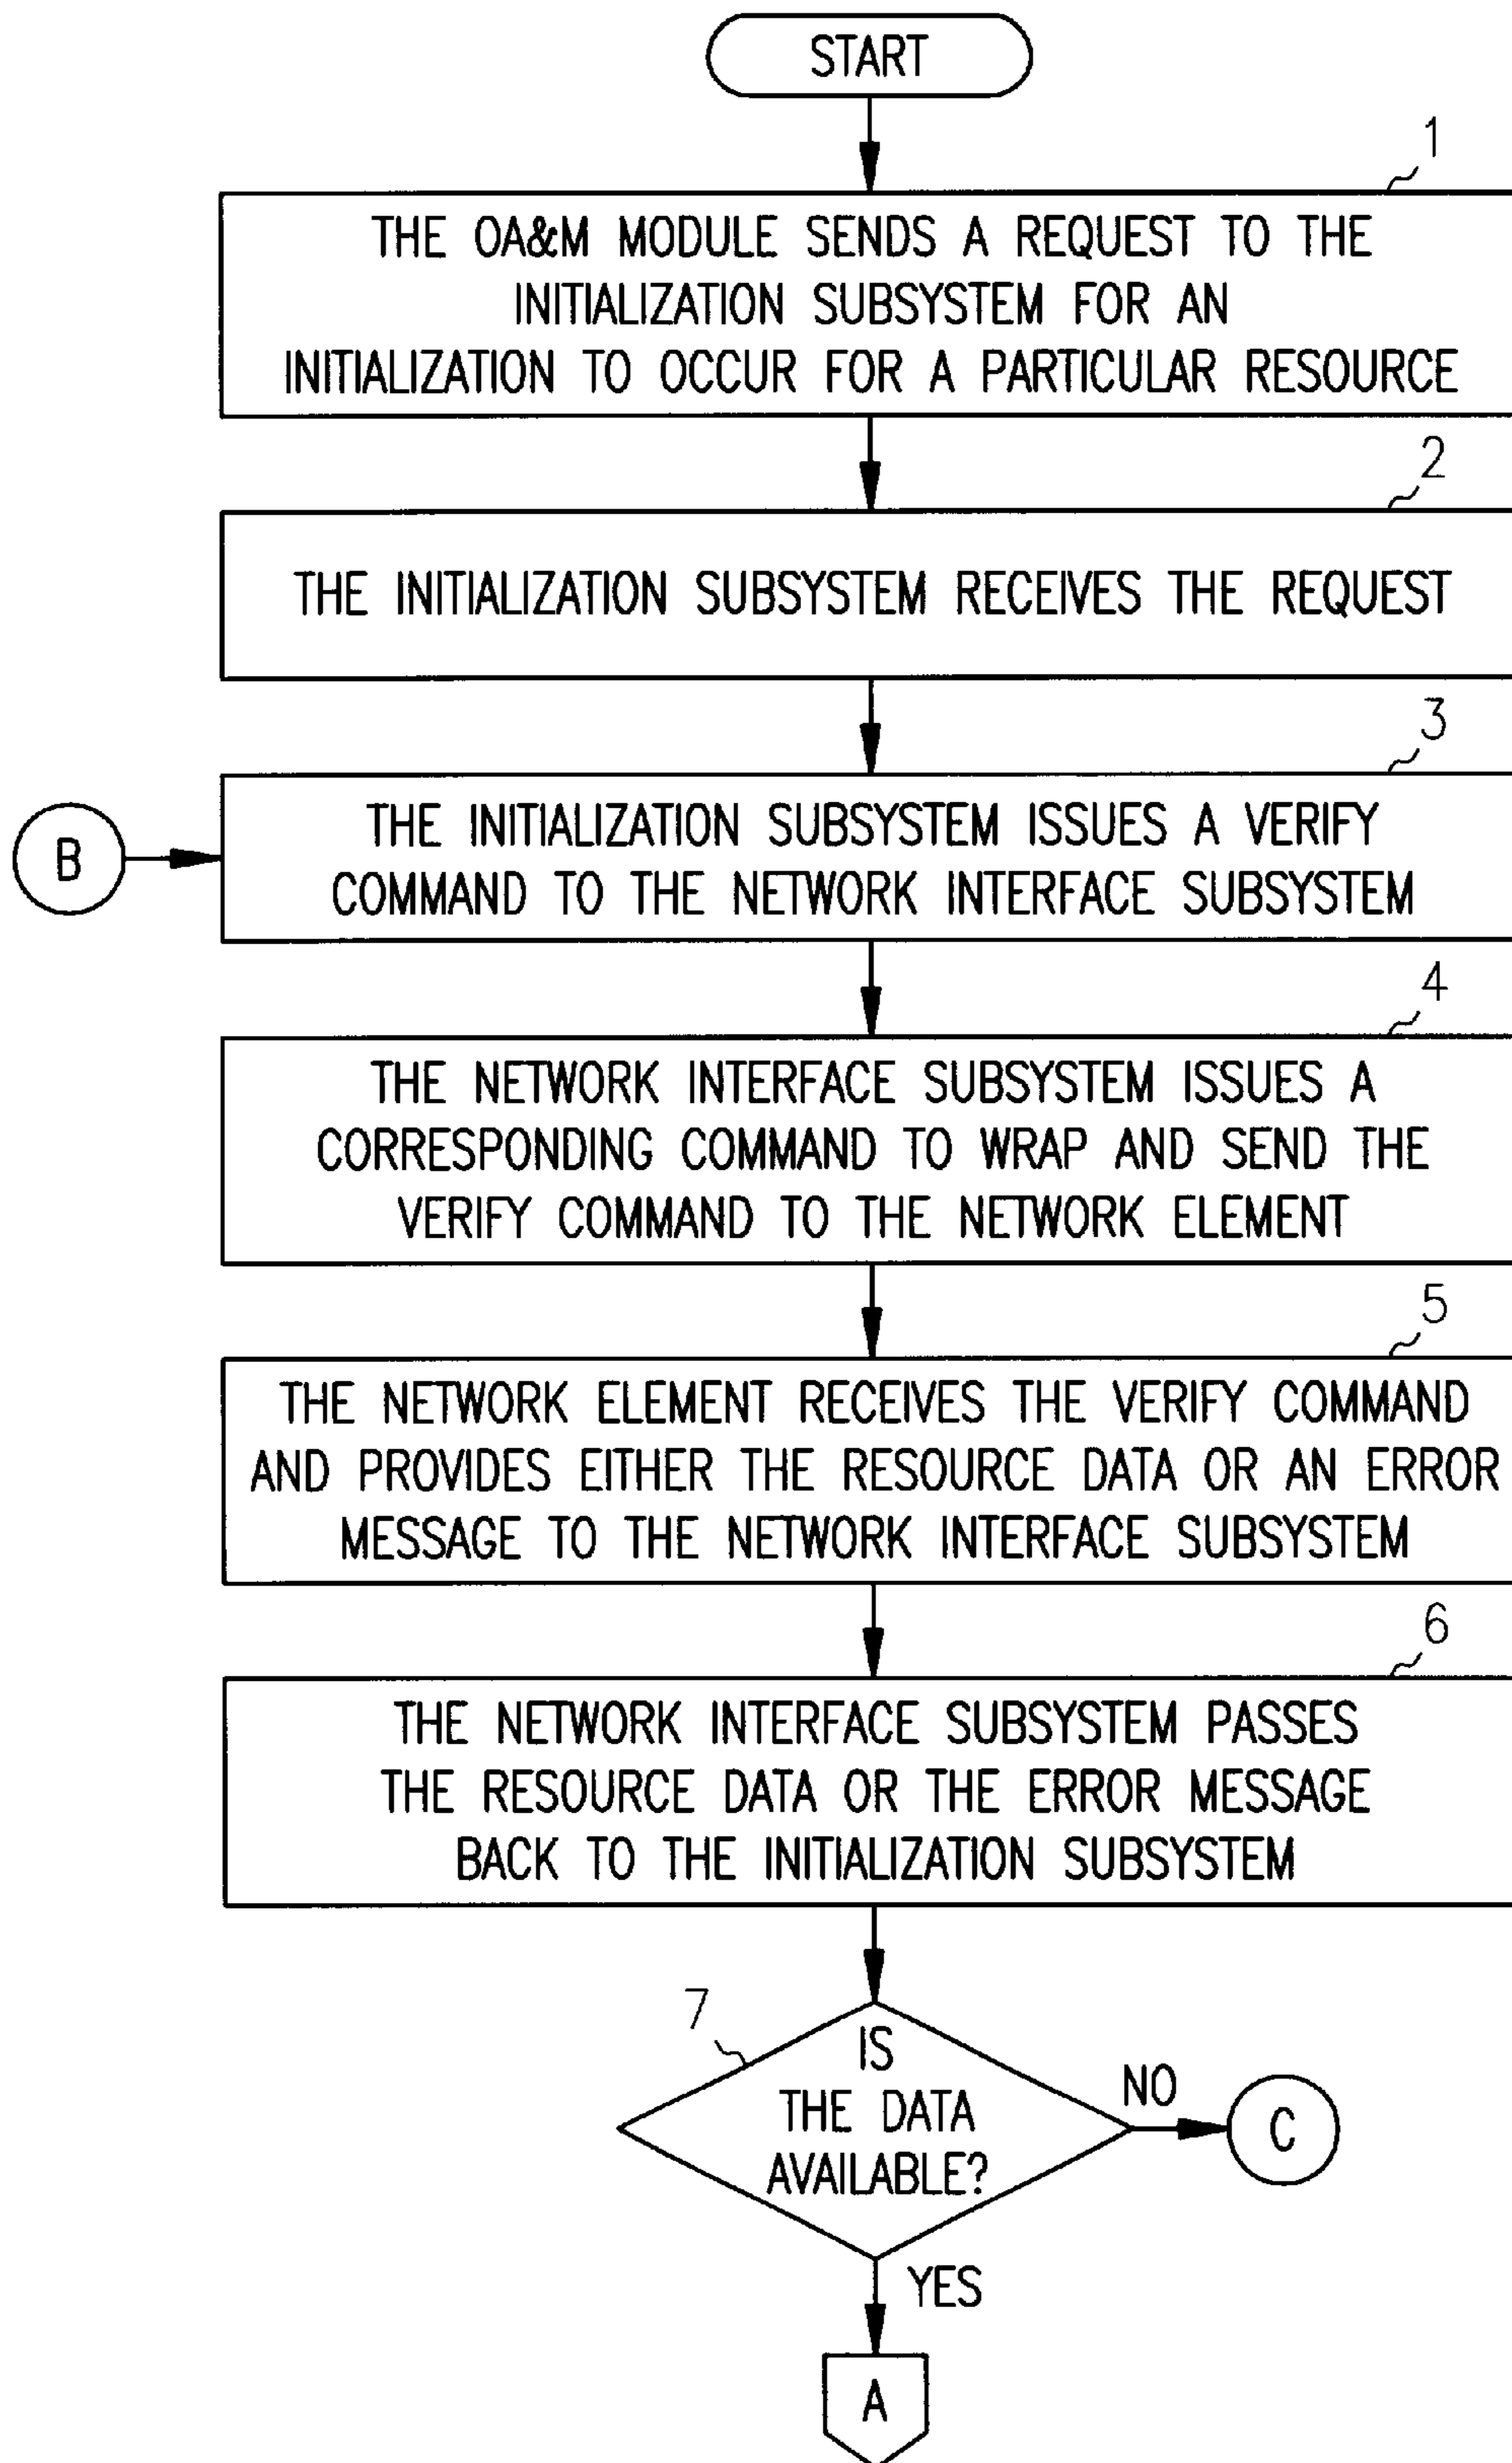 START
1
THE OA&M MODULE SENDS A REQUEST TO THE
INITIALIZATION SUBSYSTEM FOR AN
INITIALIZATION TO OCCUR FOR A PARTICULAR RESOURCE
2
THE INITIALIZATION SUBSYSTEM RECEIVES THE REQUEST
3
B
THE INITIALIZATION SUBSYSTEM ISSUES A VERIFY
COMMAND TO THE NETWORK INTERFACE SUBSYSTEM
4
THE NETWORK INTERFACE SUBSYSTEM ISSUES A
CORRESPONDING COMMAND TO WRAP AND SEND THE
VERIFY COMMAND TO THE NETWORK ELEMENT
5
THE NETWORK ELEMENT RECEIVES THE VERIFY COMMAND
AND PROVIDES EITHER THE RESOURCE DATA OR AN ERROR
MESSAGE TO THE NETWORK INTERFACE SUBSYSTEM
6
THE NETWORK INTERFACE SUBSYSTEM PASSES
THE RESOURCE DATA OR THE ERROR MESSAGE
BACK TO THE INITIALIZATION SUBSYSTEM
7
IS
THE DATA
AVAILABLE?
NO
C
YES
A